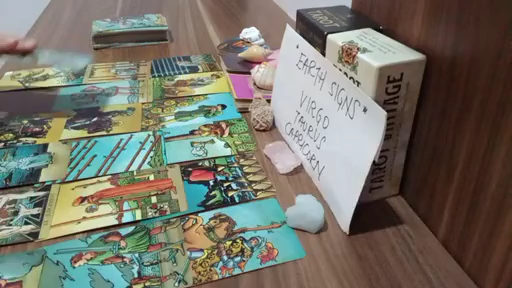 *EARTH SIGNS*
VIRGO
TAURUS
CAPRICORN
TAROT
TAROT VINTAGE